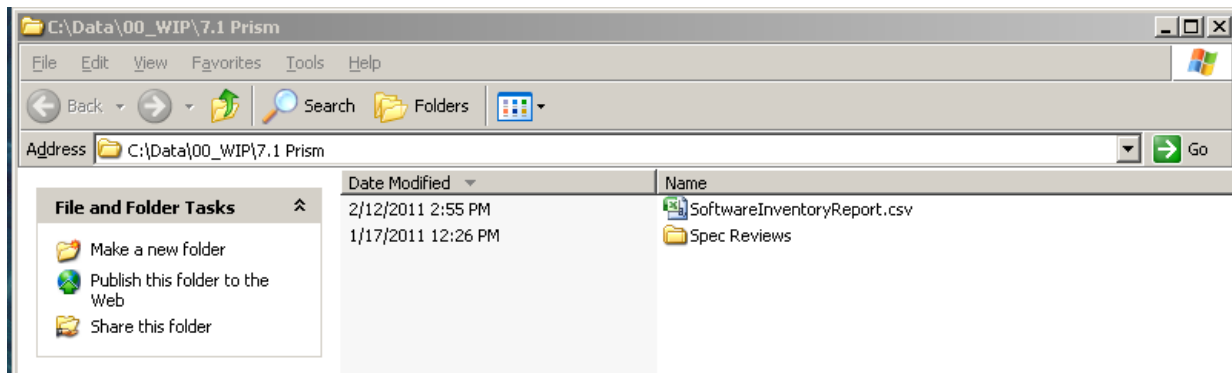 C:\Data\00_WIP\7.1 Prism
File Edit View Favorites Tools Help
Back Search Folders
Address C:\Data\00_WIP\7.1 Prism Go
Date Modified Name
File and Folder Tasks
2/12/2011 2:55 PM SoftwareInventoryReport.csv
1/17/2011 12:26 PM Spec Reviews
Make a new folder
Publish this folder to the
Web
Share this folder